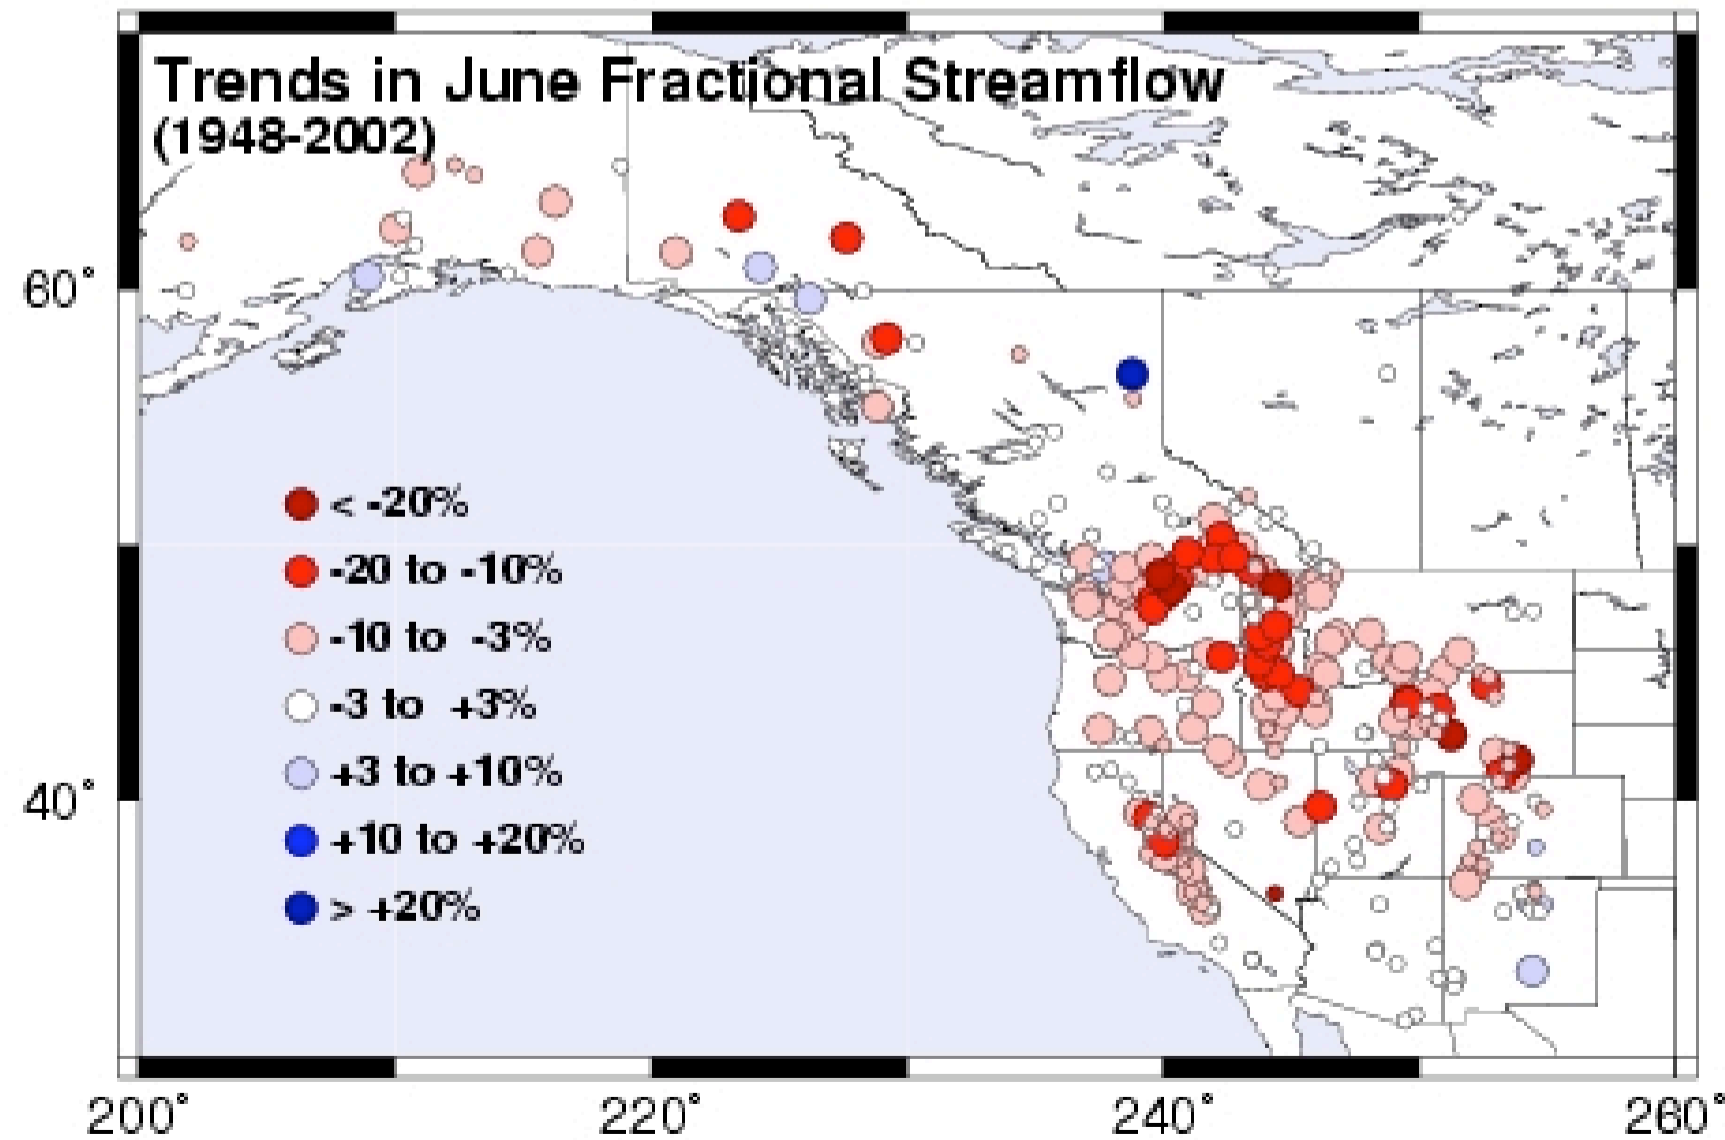 Trends in June Fractional Streamflow
(1948-2002)
60°
< -20%
-20 to -10%
-10 to -3%
-3 to +3%
+3 to +10%
40°
+10 to +20%
> +20%
200°
220°
240°
260°